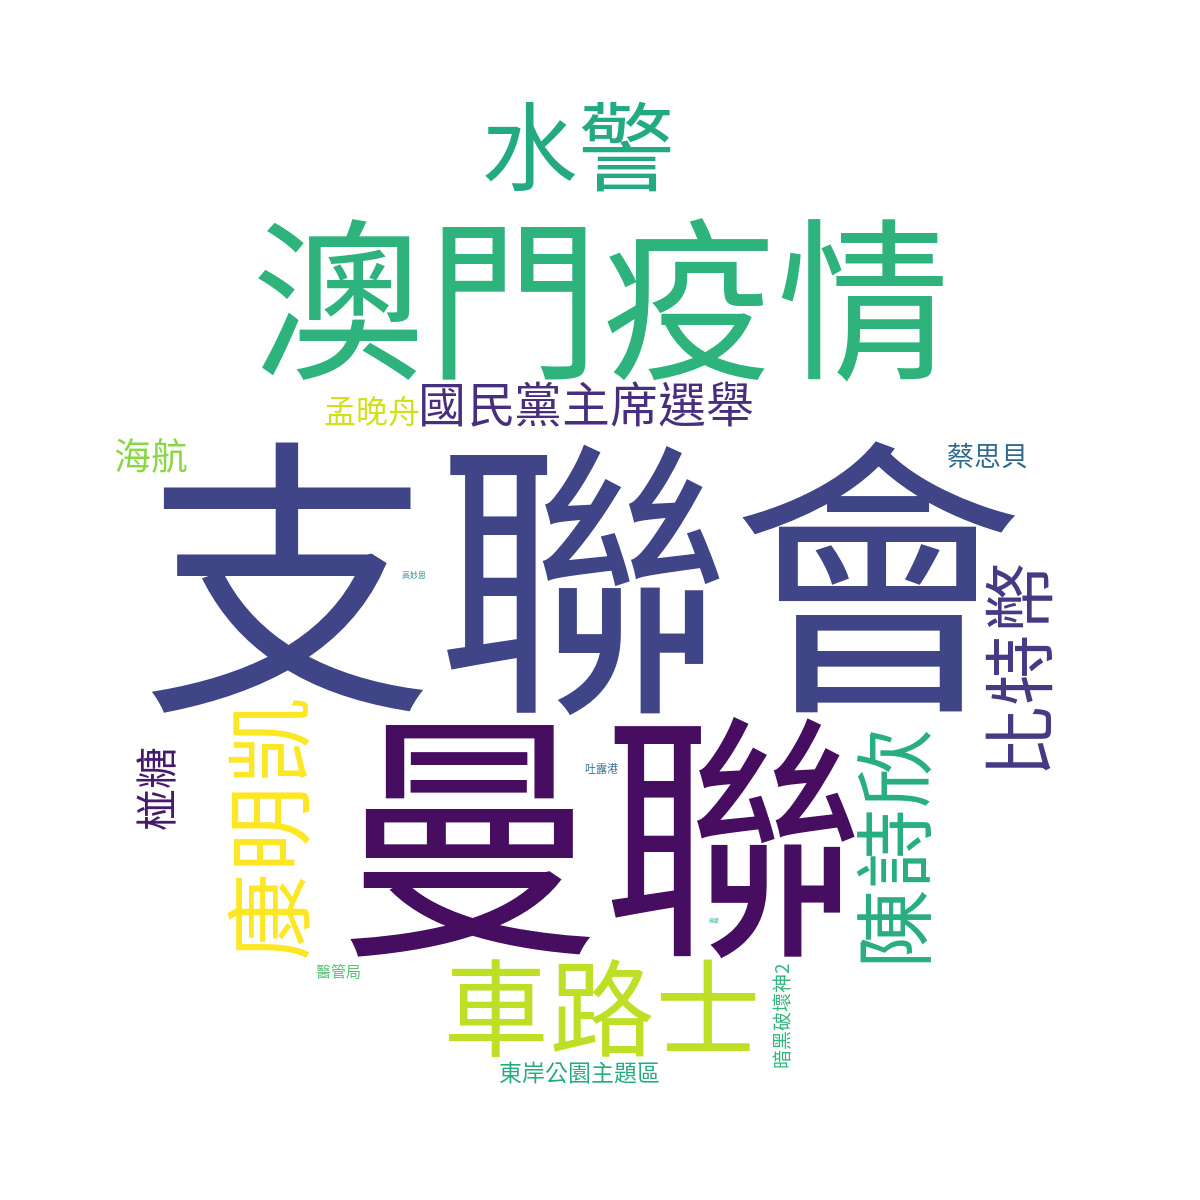 水警
澳門疫情
國民黨主席選舉
孟晚舟
海航
蔡思貝
支聯會
高妙思
比特幣
康明凱
曼聯
吐露港
椪糖
陳詩欣
醫管局
車路士
暗黑破壞神2
東岸公園主題區